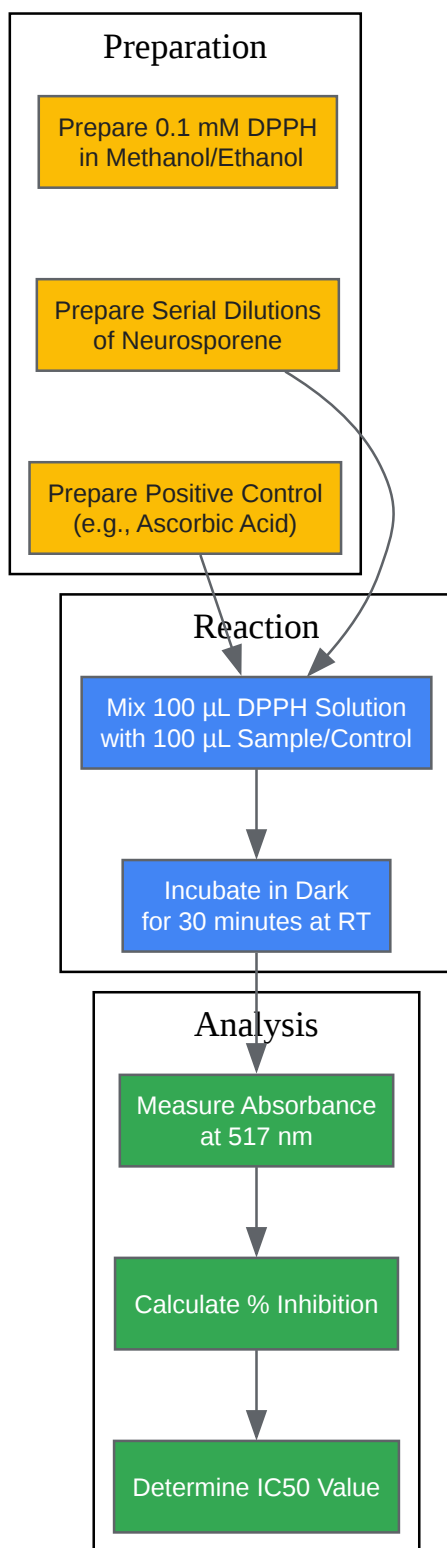 Preparation
Prepare 0.1 mM DPPH
in Methanol/Ethanol
Prepare Serial Dilutions
of Neurosporene
Prepare Positive Control
(e.g., Ascorbic Acid)
Reaction
Mix 100 µL DPPH Solution
with 100 µL Sample/Control
Incubate in Dark
for 30 minutes at RT
Analysis
Measure Absorbance
at 517 nm
Calculate % Inhibition
Determine IC50 Value